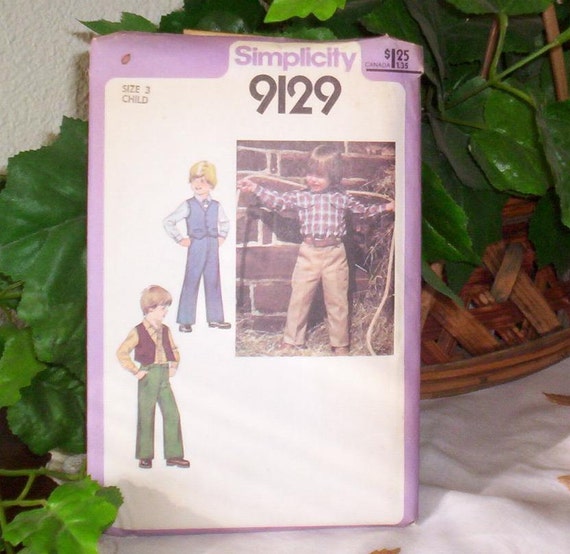 Simplicity
$1.25
CANADA 1.35
9129
SIZE 3
CHILD